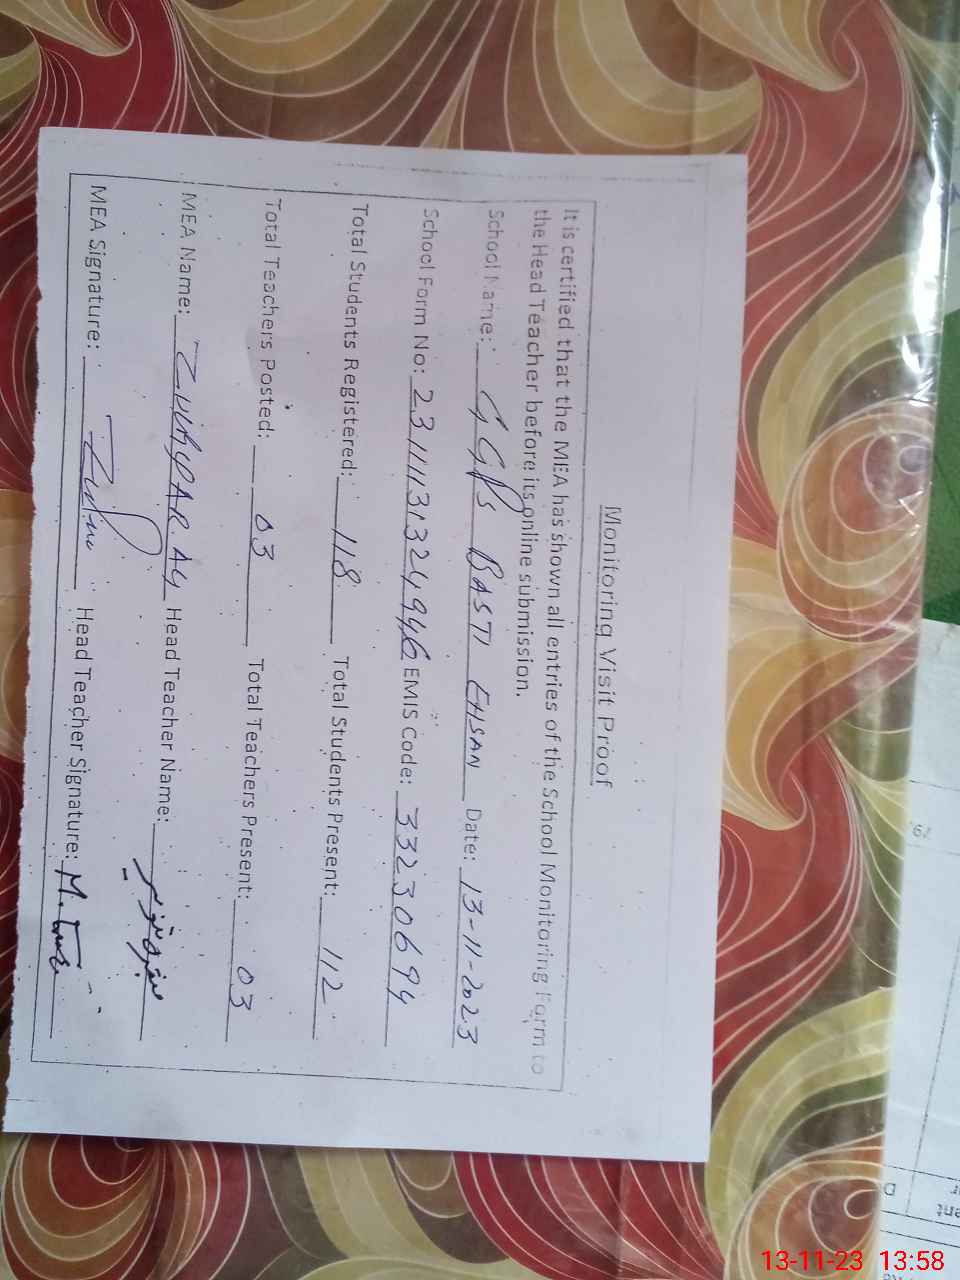 Monitoring Visit Proof
It is certified that the MEA has shown all entries of the School Monitoring Form to
the Head Teacher before its online submission.
School Name: GGPS BASTI EHSAN Date: 13-11-2023
School Form No: EMIS Code: 33230694
Total Students Registered: 118 Total Students Present: 112
Total Teachers Posted: 03 Total Teachers Present: 03
MEA Name: Head Teacher Name:
MEA Signature: Head Teacher Signature:
13-11-23 13:58